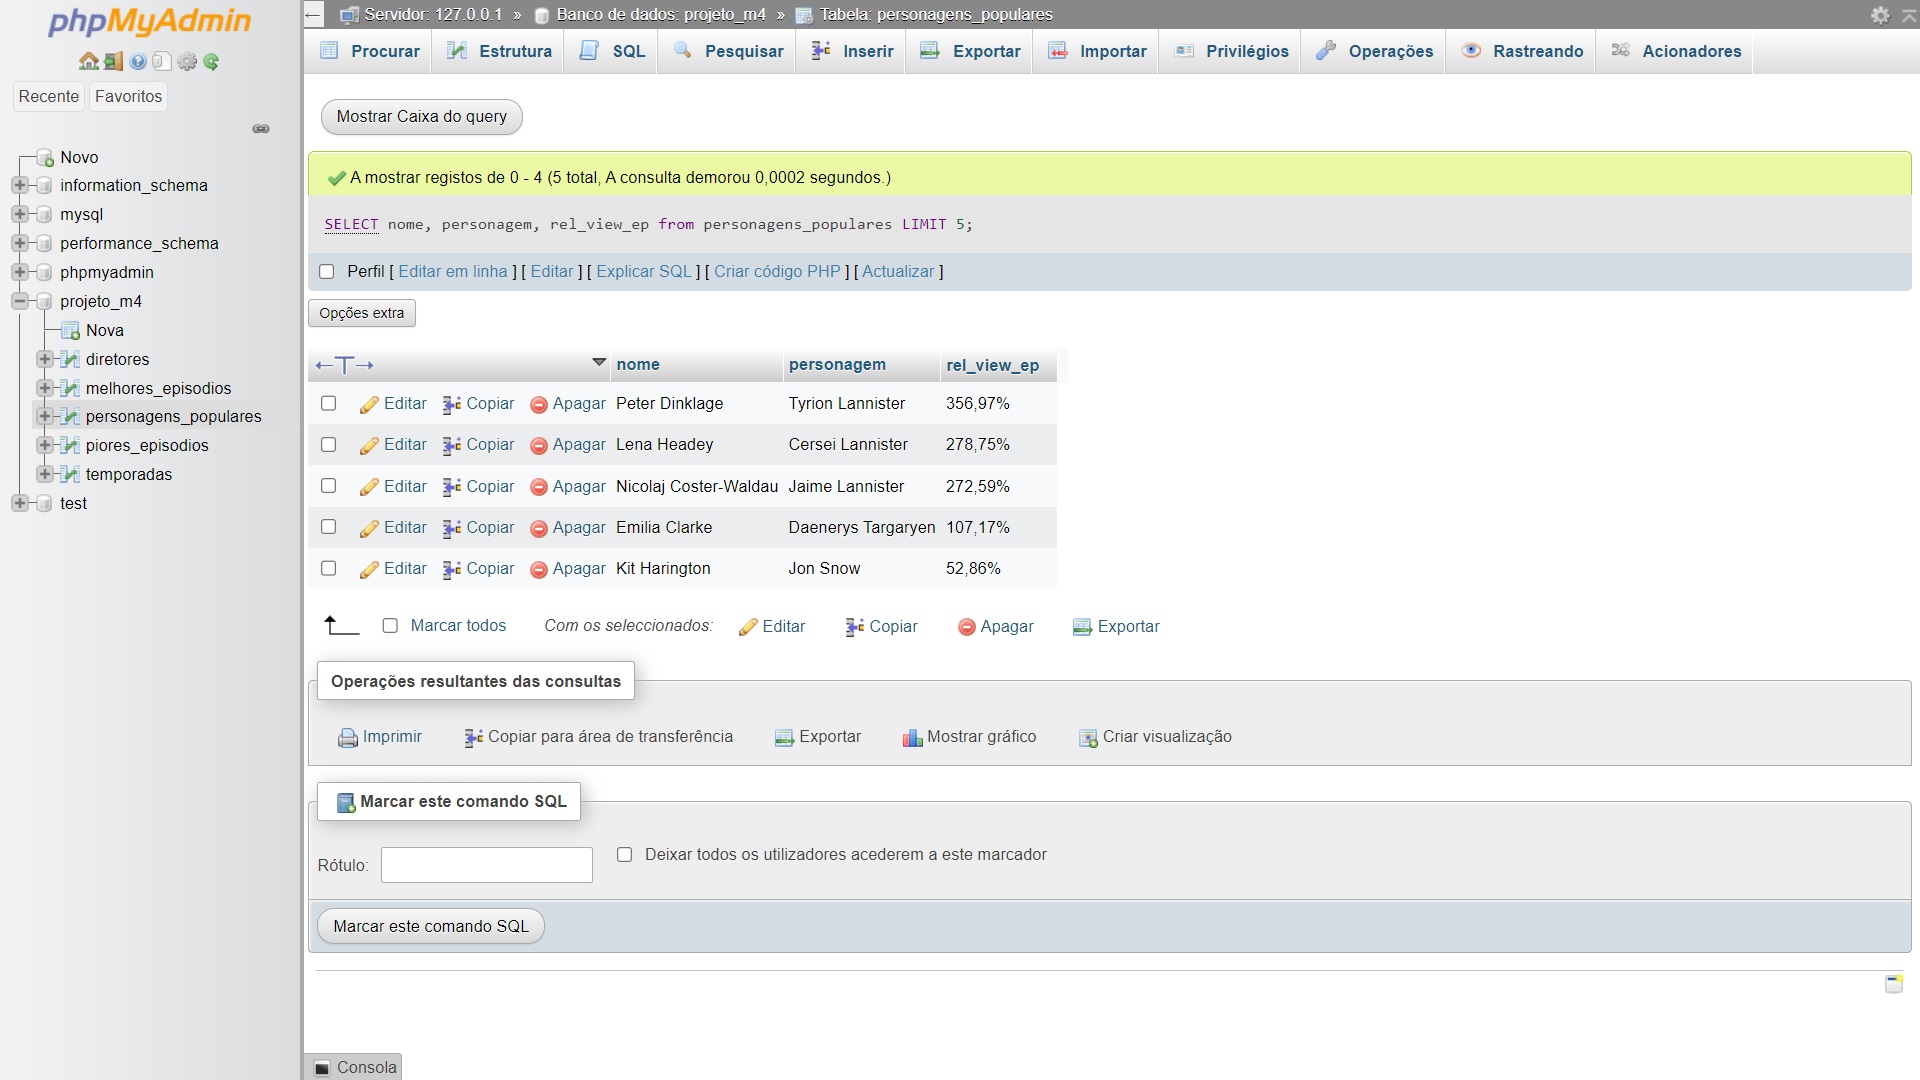 phpMyAdmin
Recente Favoritos
Novo
information_schema
mysql
performance_schema
phpmyadmin
projeto_m4
Nova
diretores
melhores_episodios
personagens_populares
piores_episodios
temporadas
test
Servidor: 127.0.0.1 » Banco de dados: projeto_m4 » Tabela: personagens_populares
Procurar Estrutura SQL Pesquisar Inserir Exportar Importar Privilégios Operações Rastreando Acionadores
Mostrar Caixa do query
A mostrar registos de 0 - 4 (5 total, A consulta demorou 0,0002 segundos.)
SELECT nome, personagem, rel_view_ep from personagens_populares LIMIT 5;
Perfil [ Editar em linha ] [ Editar ] [ Explicar SQL ] [ Criar código PHP ] [ Actualizar ]
Opções extra
←T→ nome personagem rel_view_ep
Editar Copiar Apagar Peter Dinklage Tyrion Lannister 356,97%
Editar Copiar Apagar Lena Headey Cersei Lannister 278,75%
Editar Copiar Apagar Nicolaj Coster-Waldau Jaime Lannister 272,59%
Editar Copiar Apagar Emilia Clarke Daenerys Targaryen 107,17%
Editar Copiar Apagar Kit Harington Jon Snow 52,86%
Marcar todos Com os seleccionados: Editar Copiar Apagar Exportar
Operações resultantes das consultas
Imprimir Copiar para área de transferência Exportar Mostrar gráfico Criar visualização
Marcar este comando SQL
Rótulo: Deixar todos os utilizadores acederem a este marcador
Marcar este comando SQL
Consola